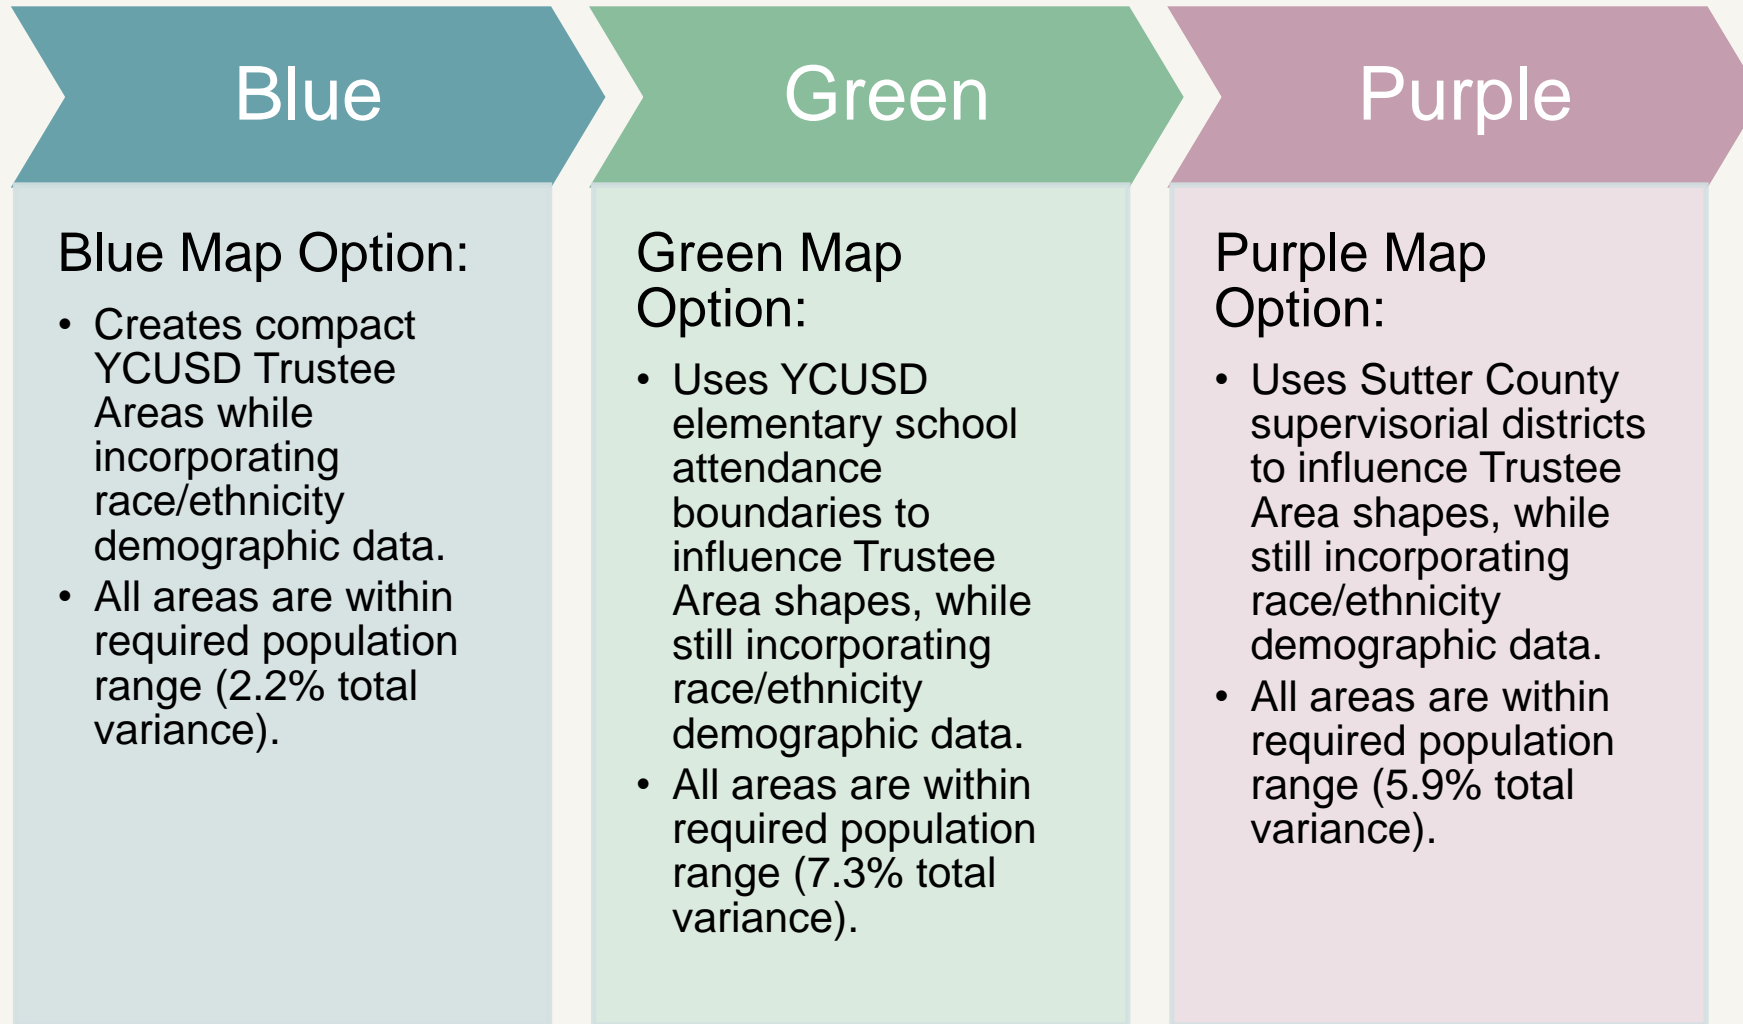 Blue
Blue Map Option:
• Creates compact
YCUSD Trustee
Areas while
incorporating
race/ethnicity
demographic data.
• All areas are within
required population
range (2.2% total
variance).
Green
Green Map
Option:
• Uses YCUSD
elementary school
attendance
boundaries to
influence Trustee
Area shapes, while
still incorporating
race/ethnicity
demographic data.
• All areas are within
required population
range (7.3% total
variance).
Purple
Purple Map
Option:
• Uses Sutter County
supervisorial districts
to influence Trustee
Area shapes, while
still incorporating
race/ethnicity
demographic data.
• All areas are within
required population
range (5.9% total
variance).